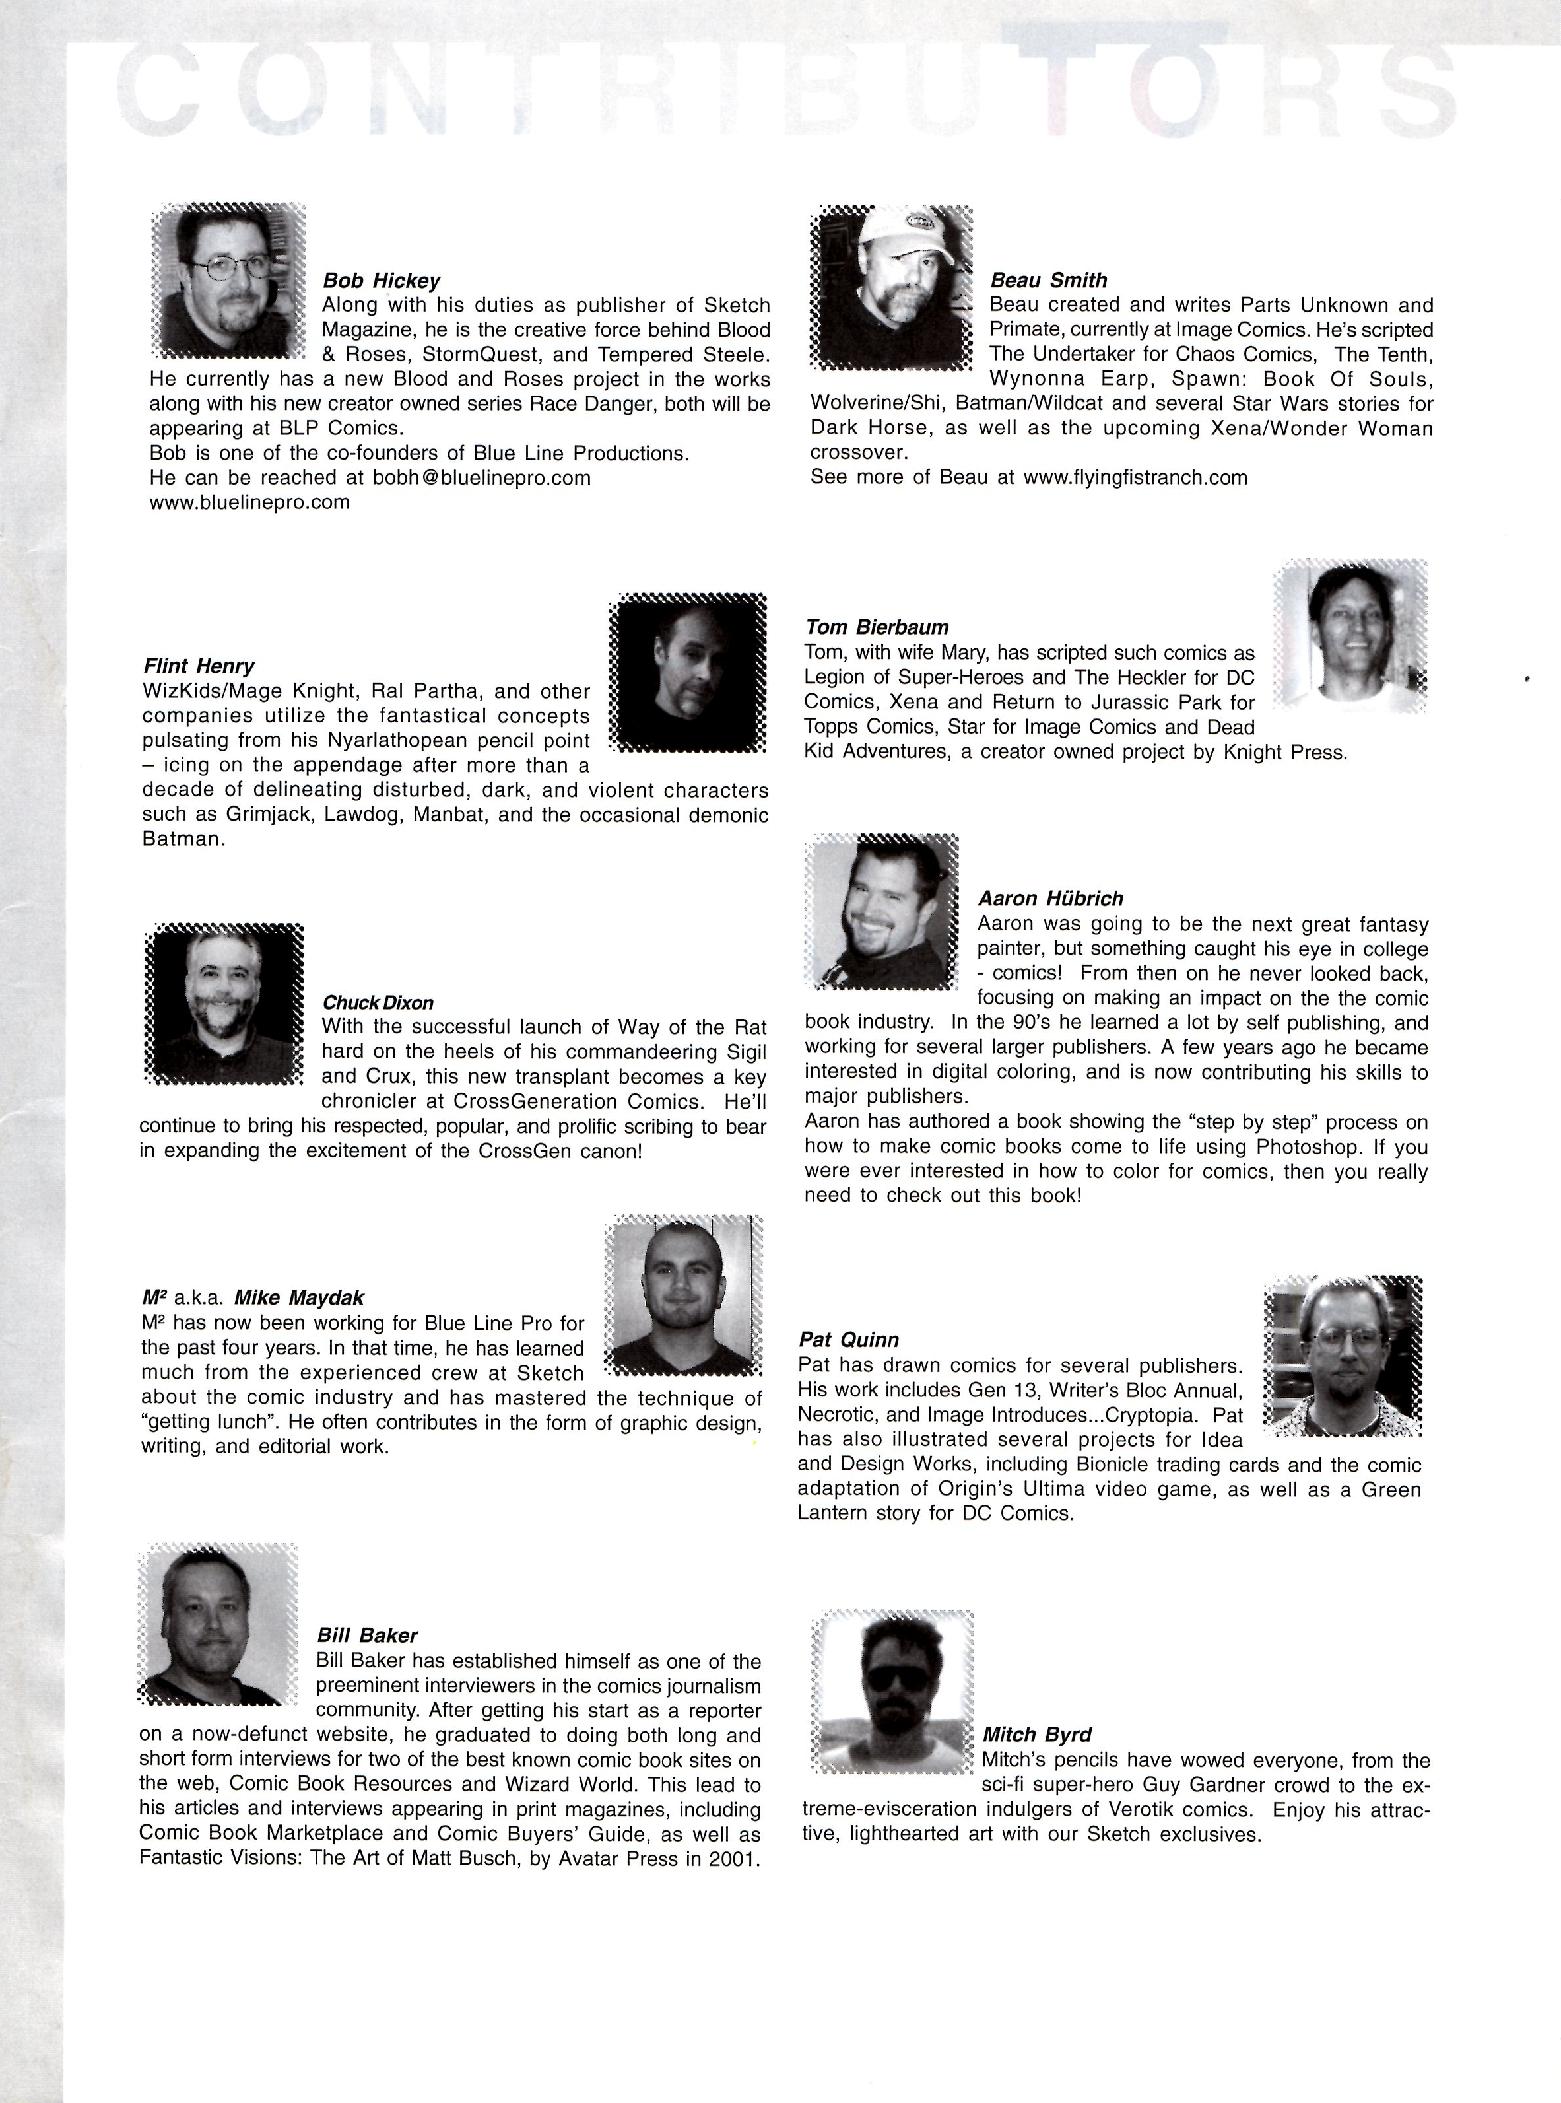 CONTRIBUTORS
Bob Hickey
Along with his duties as publisher of Sketch
Magazine, he is the creative force behind Blood
& Roses, StormQuest, and Tempered Steele.
He currently has a new Blood and Roses project in the works
along with his new creator owned series Race Danger, both will be
appearing at BLP Comics.
Bob is one of the co-founders of Blue Line Productions.
He can be reached at bobh@bluelinepro.com
www.bluelinepro.com
Flint Henry
WizKids/Mage Knight, Ral Partha, and other
companies utilize the fantastical concepts
pulsating from his Nyarlathopean pencil point
– icing on the appendage after more than a
decade of delineating disturbed, dark, and violent characters
such as Grimjack, Lawdog, Manbat, and the occasional demonic
Batman.
Chuck Dixon
With the successful launch of Way of the Rat
hard on the heels of his commandeering Sigil
and Crux, this new transplant becomes a key
chronicler at CrossGeneration Comics. He'll
continue to bring his respected, popular, and prolific scribing to bear
in expanding the excitement of the CrossGen canon!
M² a.k.a. Mike Maydak
M² has now been working for Blue Line Pro for
the past four years. In that time, he has learned
much from the experienced crew at Sketch
about the comic industry and has mastered the technique of
“getting lunch”. He often contributes in the form of graphic design,
writing, and editorial work.
Bill Baker
Bill Baker has established himself as one of the
preeminent interviewers in the comics journalism
community. After getting his start as a reporter
on a now-defunct website, he graduated to doing both long and
short form interviews for two of the best known comic book sites on
the web, Comic Book Resources and Wizard World. This lead to
his articles and interviews appearing in print magazines, including
Comic Book Marketplace and Comic Buyers' Guide, as well as
Fantastic Visions: The Art of Matt Busch, by Avatar Press in 2001.
Beau Smith
Beau created and writes Parts Unknown and
Primate, currently at Image Comics. He's scripted
The Undertaker for Chaos Comics, The Tenth,
Wynonna Earp, Spawn: Book Of Souls,
Wolverine/Shi, Batman/Wildcat and several Star Wars stories for
Dark Horse, as well as the upcoming Xena/Wonder Woman
crossover.
See more of Beau at www.flyingfistranch.com
Tom Bierbaum
Tom, with wife Mary, has scripted such comics as
Legion of Super-Heroes and The Heckler for DC
Comics, Xena and Return to Jurassic Park for
Topps Comics, Star for Image Comics and Dead
Kid Adventures, a creator owned project by Knight Press.
Aaron Hübrich
Aaron was going to be the next great fantasy
painter, but something caught his eye in college
- comics! From then on he never looked back,
focusing on making an impact on the the comic
book industry. In the 90's he learned a lot by self publishing, and
working for several larger publishers. A few years ago he became
interested in digital coloring, and is now contributing his skills to
major publishers.
Aaron has authored a book showing the “step by step” process on
how to make comic books come to life using Photoshop. If you
were ever interested in how to color for comics, then you really
need to check out this book!
Pat Quinn
Pat has drawn comics for several publishers.
His work includes Gen 13, Writer's Bloc Annual,
Necrotic, and Image Introduces...Cryptopia. Pat
has also illustrated several projects for Idea
and Design Works, including Bionicle trading cards and the comic
adaptation of Origin's Ultima video game, as well as a Green
Lantern story for DC Comics.
Mitch Byrd
Mitch's pencils have wowed everyone, from the
sci-fi super-hero Guy Gardner crowd to the ex-
treme-evisceration indulgers of Verotik comics. Enjoy his attrac-
tive, lighthearted art with our Sketch exclusives.